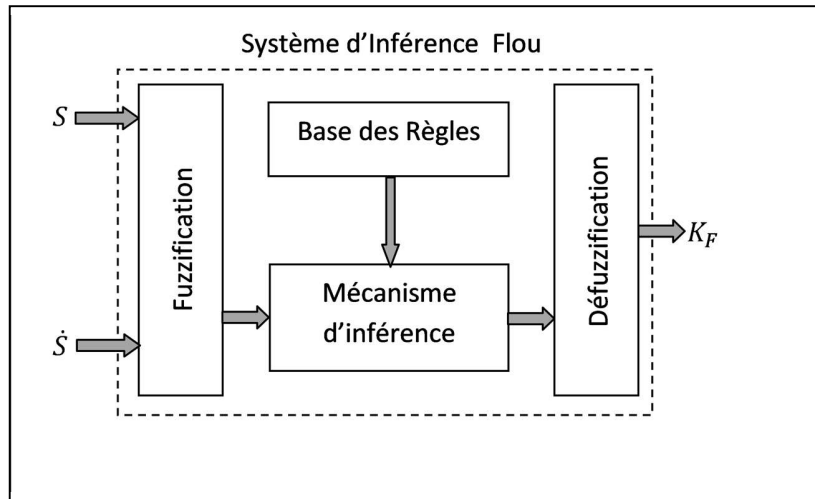 Système d'Inférence Flou
S
Ṡ
Fuzzification
Base des Règles
Mécanisme
d'inférence
Défuzzification
K_F